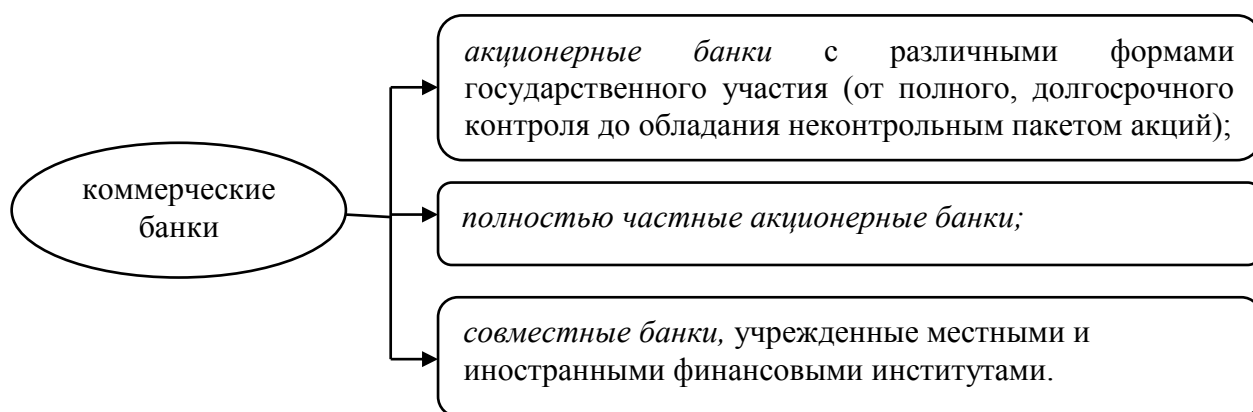 коммерческие
банки
акционерные банки с различными формами
государственного участия (от полного, долгосрочного
контроля до обладания неконтрольным пакетом акций);
полностью частные акционерные банки;
совместные банки, учрежденные местными и
иностранными финансовыми институтами.